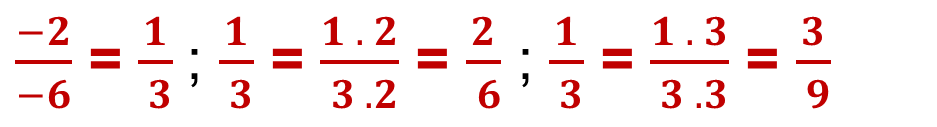 −2/−6 = 1/3 ; 1/3 = 1 . 2/3 .2 = 2/6 ; 1/3 = 1 . 3/3 .3 = 3/9